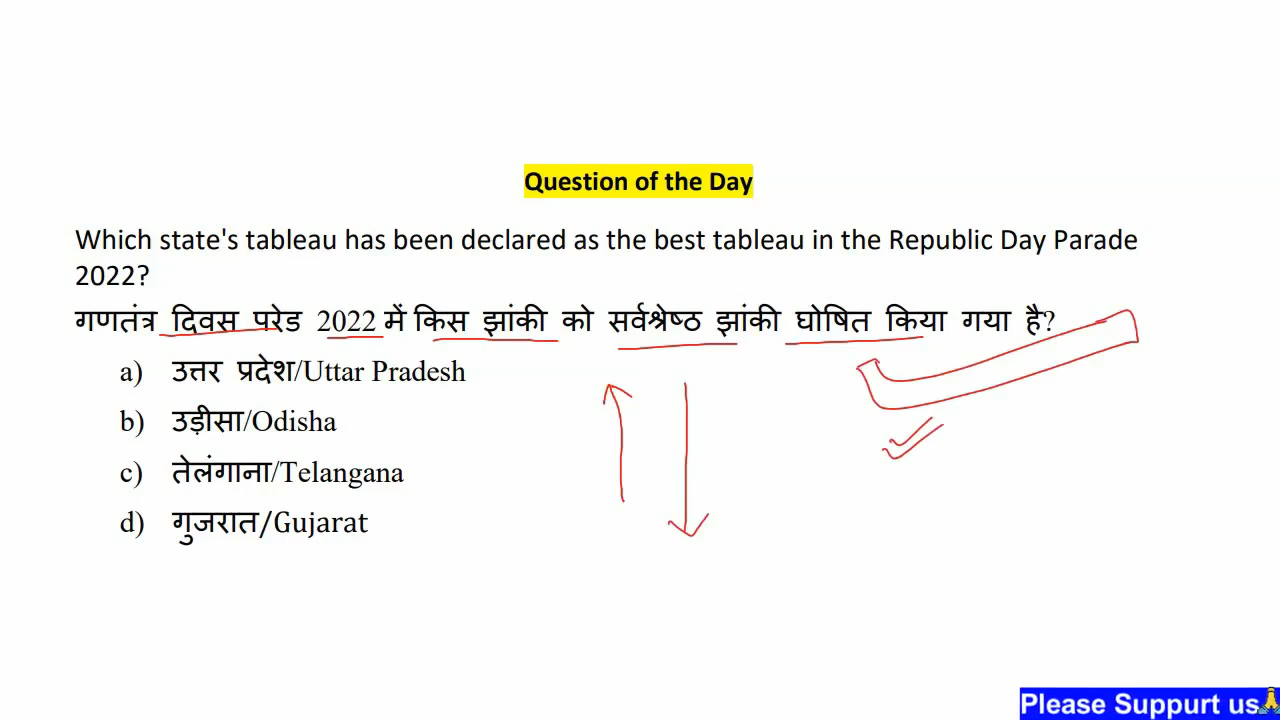 Question of the Day
Which state's tableau has been declared as the best tableau in the Republic Day Parade
2022?
गणतंत्र दिवस परेड 2022 में किस झांकी को सर्वश्रेष्ठ झांकी घोषित किया गया है?
a) उत्तर प्रदेश/Uttar Pradesh
b) उड़ीसा/Odisha
c) तेलंगाना/Telangana
d) गुजरात/Gujarat
Please Suppurt us🙏